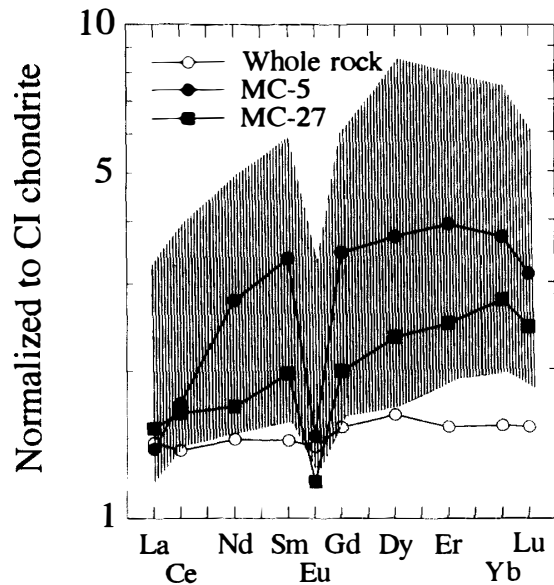 10
5
1
Normalized to CI chondrite
Whole rock
MC-5
MC-27
La
Ce
Nd
Sm
Eu
Gd
Dy
Er
Yb
Lu